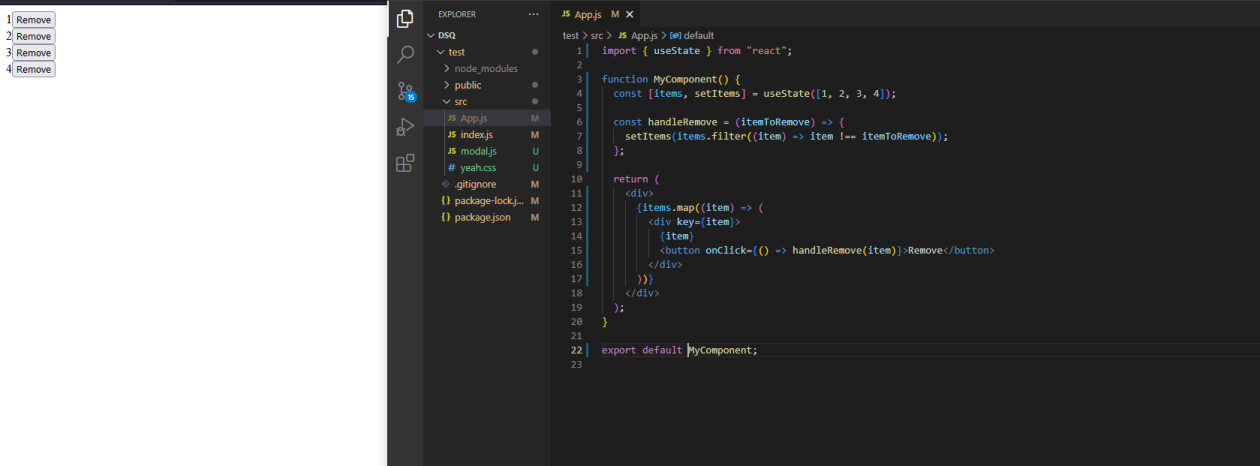 1 Remove
2 Remove
3 Remove
4 Remove
EXPLORER ...
DSQ
test
node_modules
public
src
JS App.js M
JS index.js M
JS modal.js U
# yeah.css U
.gitignore M
{} package-lock.j... M
{} package.json M
15
JS App.js M
test > src > JS App.js > default
1 import { useState } from "react";
2
3 function MyComponent() {
4 const [items, setItems] = useState([1, 2, 3, 4]);
5
6 const handleRemove = (itemToRemove) => {
7 setItems(items.filter((item) => item !== itemToRemove));
8 };
9
10 return (
11 <div>
12 {items.map((item) => (
13 <div key={item}>
14 {item}
15 <button onClick={() => handleRemove(item)}>Remove</button>
16 </div>
17 ))}
18 </div>
19 );
20 }
21
22 export default MyComponent;
23